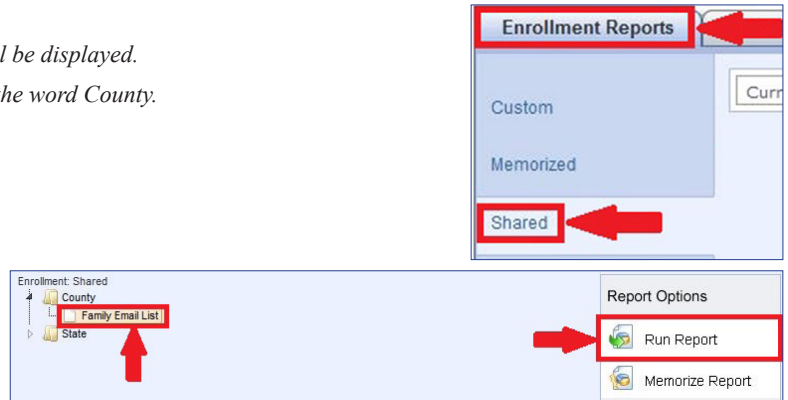 l be displayed.
the word County.
Enrollment Reports
Curr
Custom
Memorized
Shared
Enrollment: Shared
County
Family Email List
State
Report Options
Run Report
Memorize Report